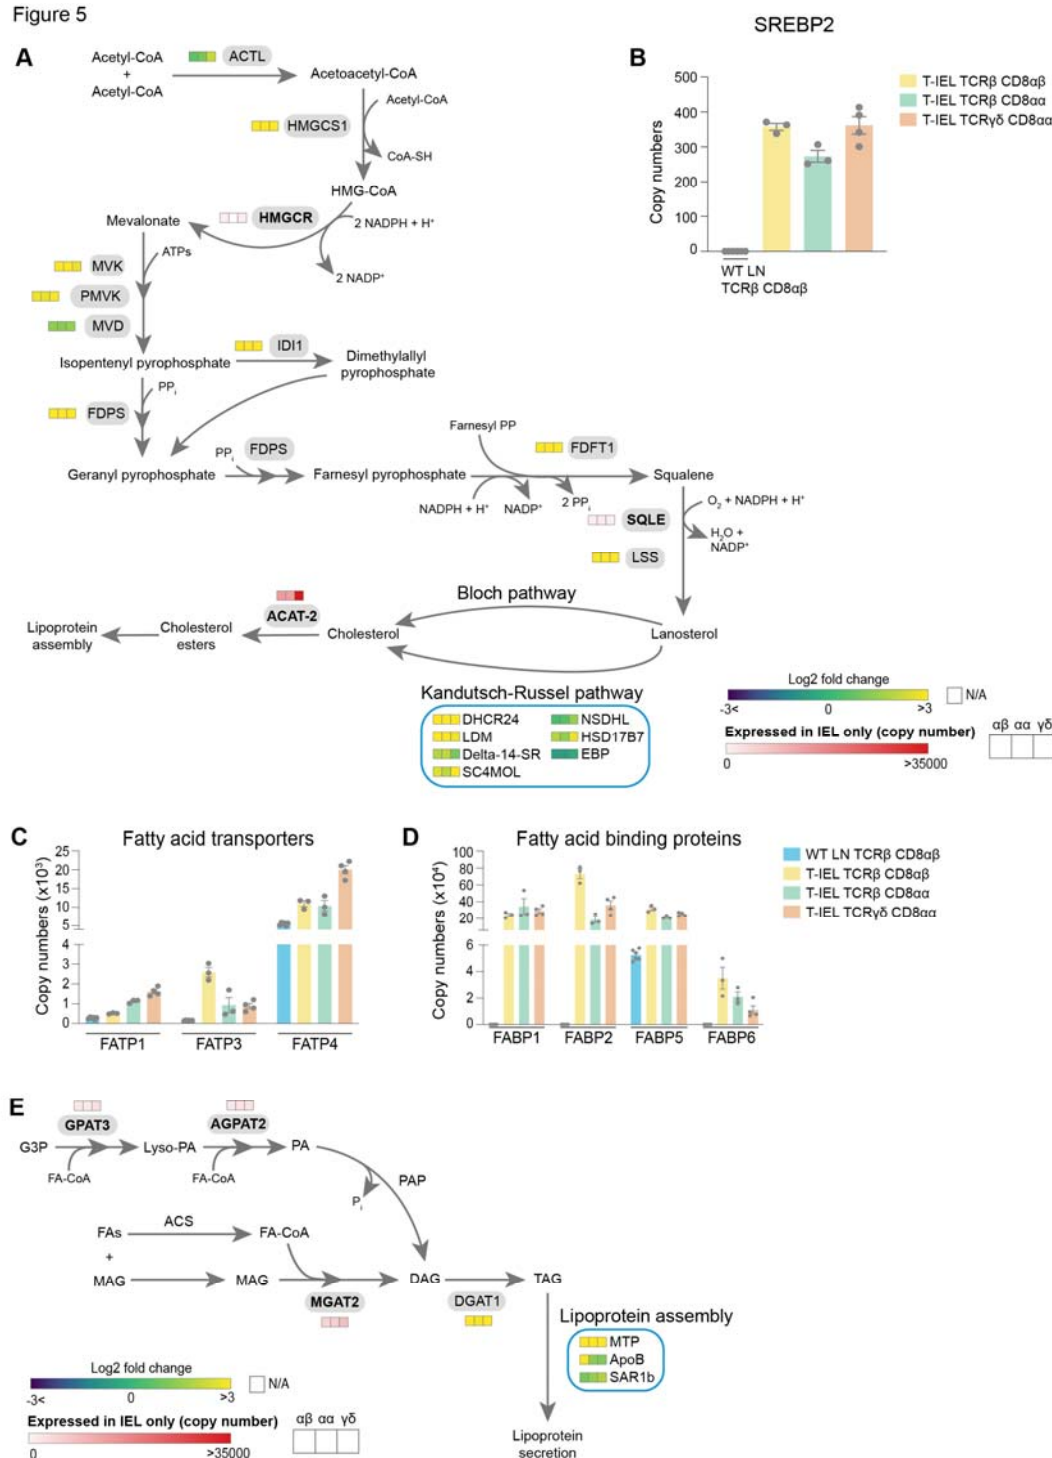 Figure 5
A
Acetyl-CoA
+
Acetyl-CoA
ACTL
Acetoacetyl-CoA
Acetyl-CoA
HMGCS1
CoA-SH
HMG-CoA
HMGCR
2 NADPH + H⁺
Mevalonate
2 NADP⁺
ATPs
MVK
PMVK
MVD
Isopentenyl pyrophosphate
IDI1
Dimethylallyl
pyrophosphate
PPᵢ
FDPS
Geranyl pyrophosphate
PPᵢ
FDPS
Farnesyl pyrophosphate
Farnesyl PP
FDFT1
Squalene
NADPH + H⁺
NADP⁺
2 PPᵢ
SQLE
O₂ + NADPH + H⁺
H₂O +
NADP⁺
LSS
Bloch pathway
ACAT-2
Lipoprotein
assembly
Cholesterol
esters
Cholesterol
Lanosterol
Kandutsch-Russel pathway
DHCR24
LDM
Delta-14-SR
SC4MOL
NSDHL
HSD17B7
EBP
Log2 fold change
-3<
0
>3
N/A
Expressed in IEL only (copy number)
0
>35000
αβ αα γδ
B
SREBP2
Copy numbers
500
400
300
200
100
0
WT LN
TCRβ CD8αβ
T-IEL TCRβ CD8αβ
T-IEL TCRβ CD8αα
T-IEL TCRγδ CD8αα
C
Fatty acid transporters
Copy numbers (x10³)
25
20
15
10
5
4
3
2
1
0
FATP1
FATP3
FATP4
D
Fatty acid binding proteins
Copy numbers (x10⁴)
100
80
60
40
20
6
4
2
0
FABP1
FABP2
FABP5
FABP6
WT LN TCRβ CD8αβ
T-IEL TCRβ CD8αβ
T-IEL TCRβ CD8αα
T-IEL TCRγδ CD8αα
E
GPAT3
AGPAT2
G3P
Lyso-PA
PA
FA-CoA
FA-CoA
Pᵢ
PAP
FAs
ACS
FA-CoA
+
MAG
MAG
DAG
TAG
MGAT2
DGAT1
Lipoprotein assembly
MTP
ApoB
SAR1b
Lipoprotein
secretion
Log2 fold change
-3<
0
>3
N/A
Expressed in IEL only (copy number)
0
>35000
αβ αα γδ